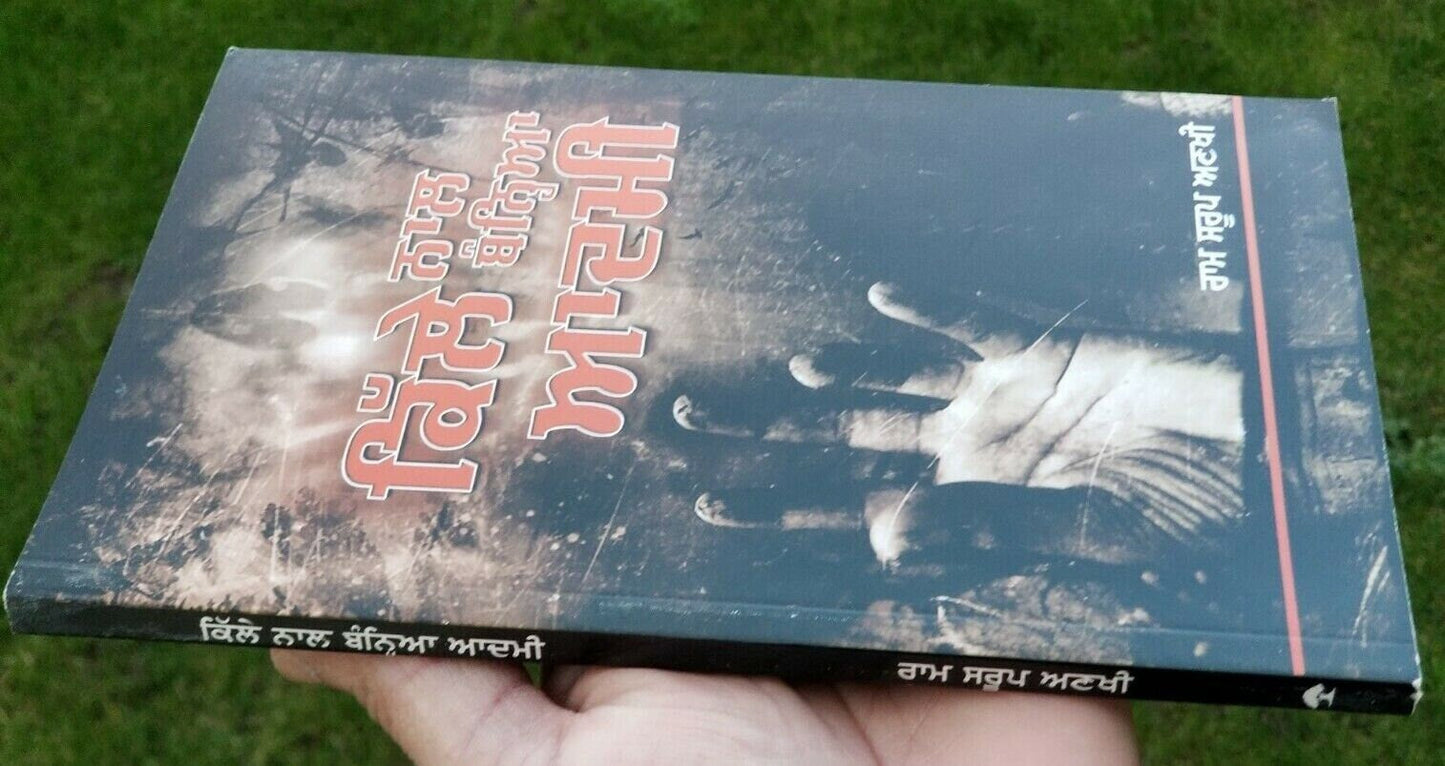 ਕਿੱਲੇ ਨਾਲ
ਬੰਨ੍ਹਿਆ
ਆਦਮੀ
ਰਾਮ ਸਰੂਪ ਅਣਖੀ
ਕਿੱਲੇ ਨਾਲ ਬੰਨ੍ਹਿਆ ਆਦਮੀ
ਰਾਮ ਸਰੂਪ ਅਣਖੀ